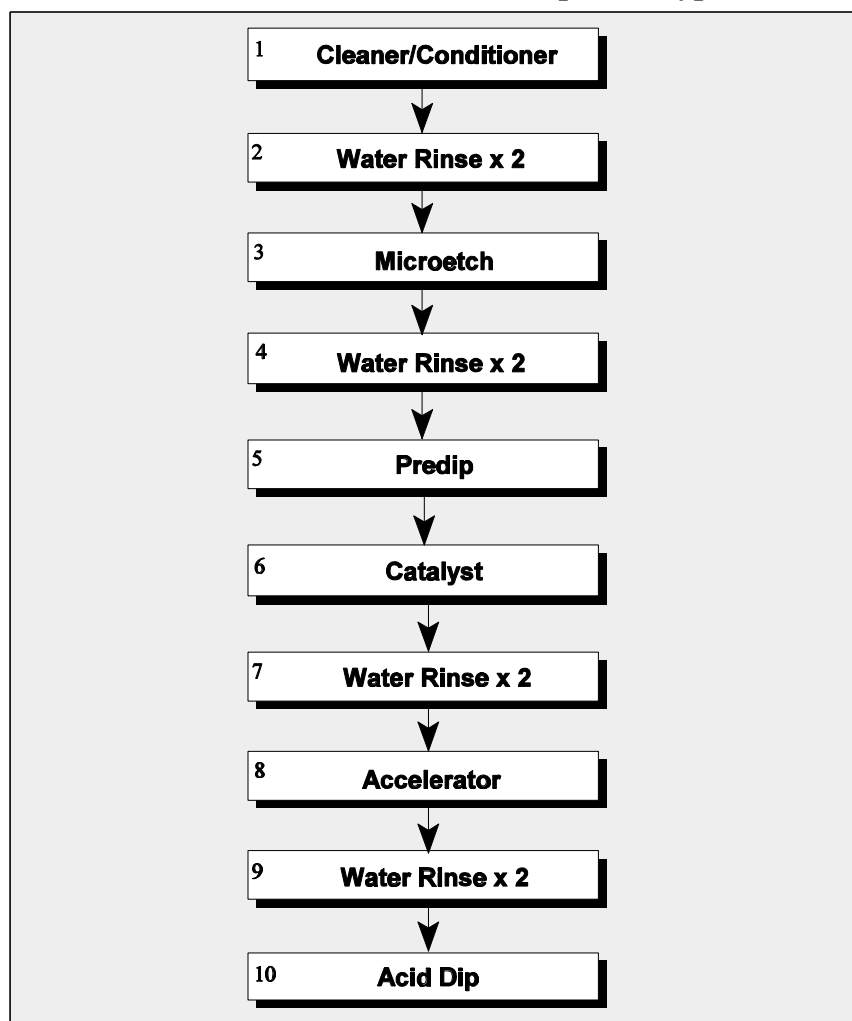 1 Cleaner/Conditioner
2 Water Rinse x 2
3 Microetch
4 Water Rinse x 2
5 Predip
6 Catalyst
7 Water Rinse x 2
8 Accelerator
9 Water RInse x 2
10 Acid Dip